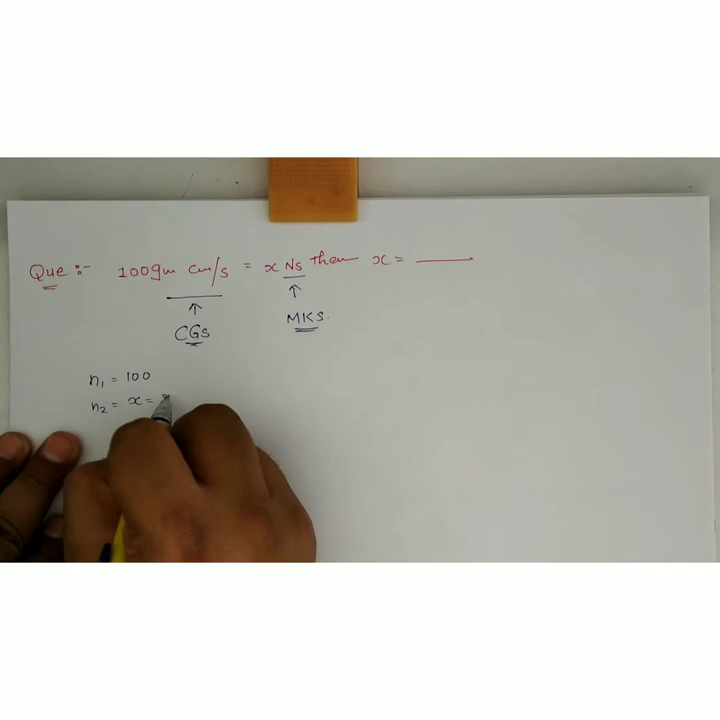 Que :- 100gm cm/s = x Ns then x = ____
↑ ↑
CGS MKS.
n₁ = 100
n₂ = x =